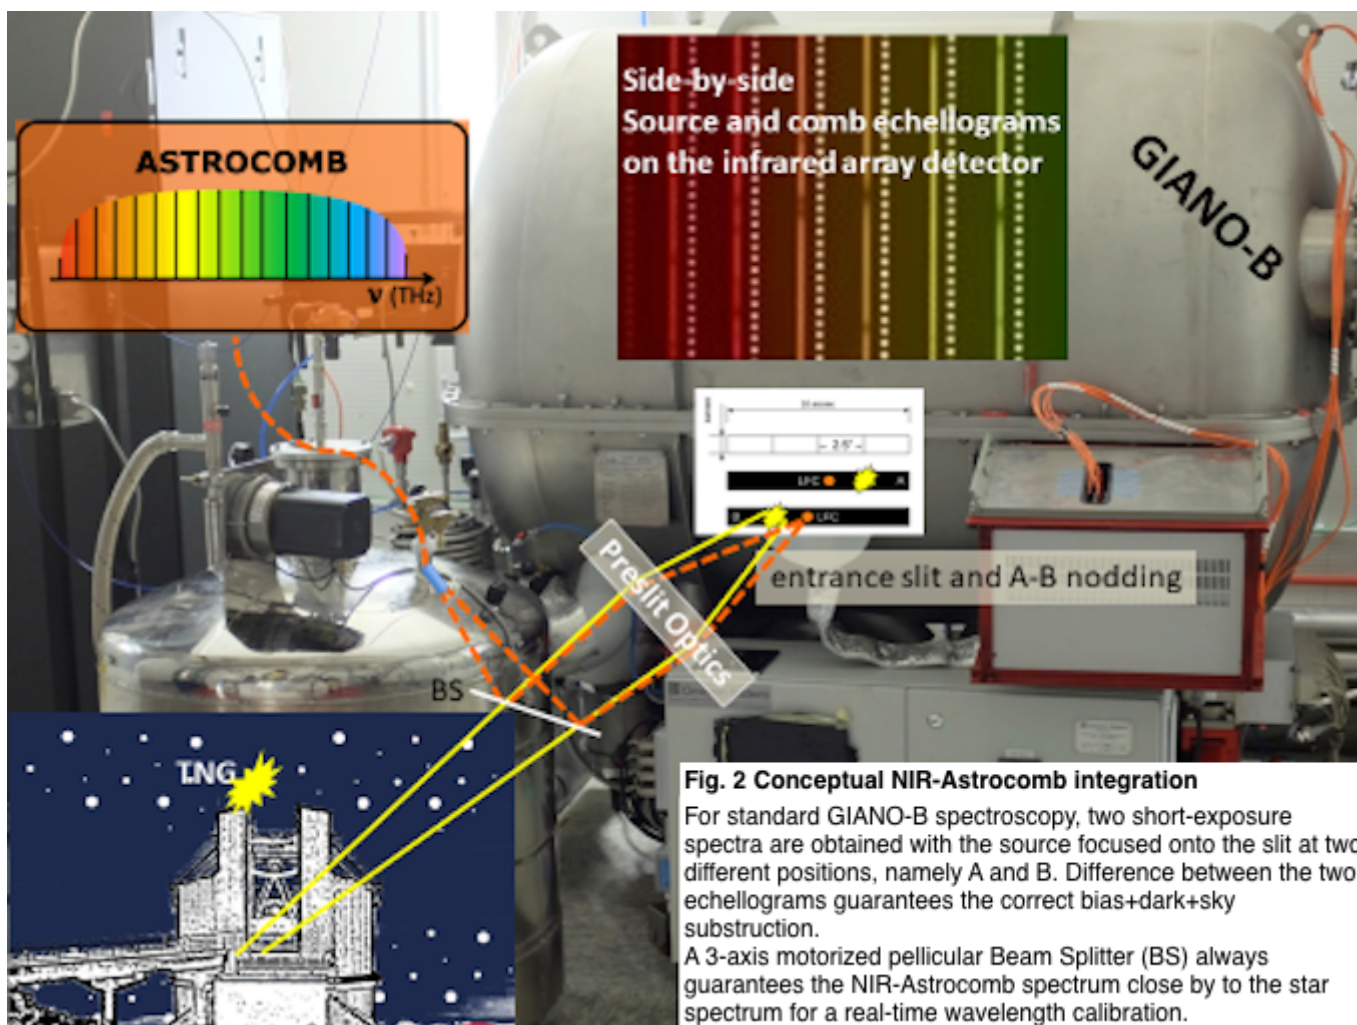 Side-by-side
Source and comb echellograms
on the infrared array detector
GIANO-B
ASTROCOMB
ν (THz)
2.5"
LFC A
B LFC
Preslit Optics
entrance slit and A-B nodding
BS
TNG
Fig. 2 Conceptual NIR-Astrocomb integration
For standard GIANO-B spectroscopy, two short-exposure
spectra are obtained with the source focused onto the slit at two
different positions, namely A and B. Difference between the two
echellograms guarantees the correct bias+dark+sky
substruction.
A 3-axis motorized pellicular Beam Splitter (BS) always
guarantees the NIR-Astrocomb spectrum close by to the star
spectrum for a real-time wavelength calibration.